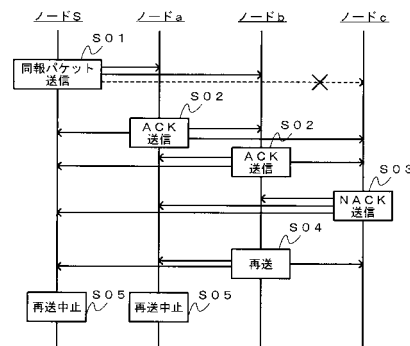 ノードS
ノードa
ノードb
ノードc
S01
同報パケット
送信
S02
ACK
送信
S02
ACK
送信
S03
NACK
送信
S04
再送
S05
再送中止
S05
再送中止